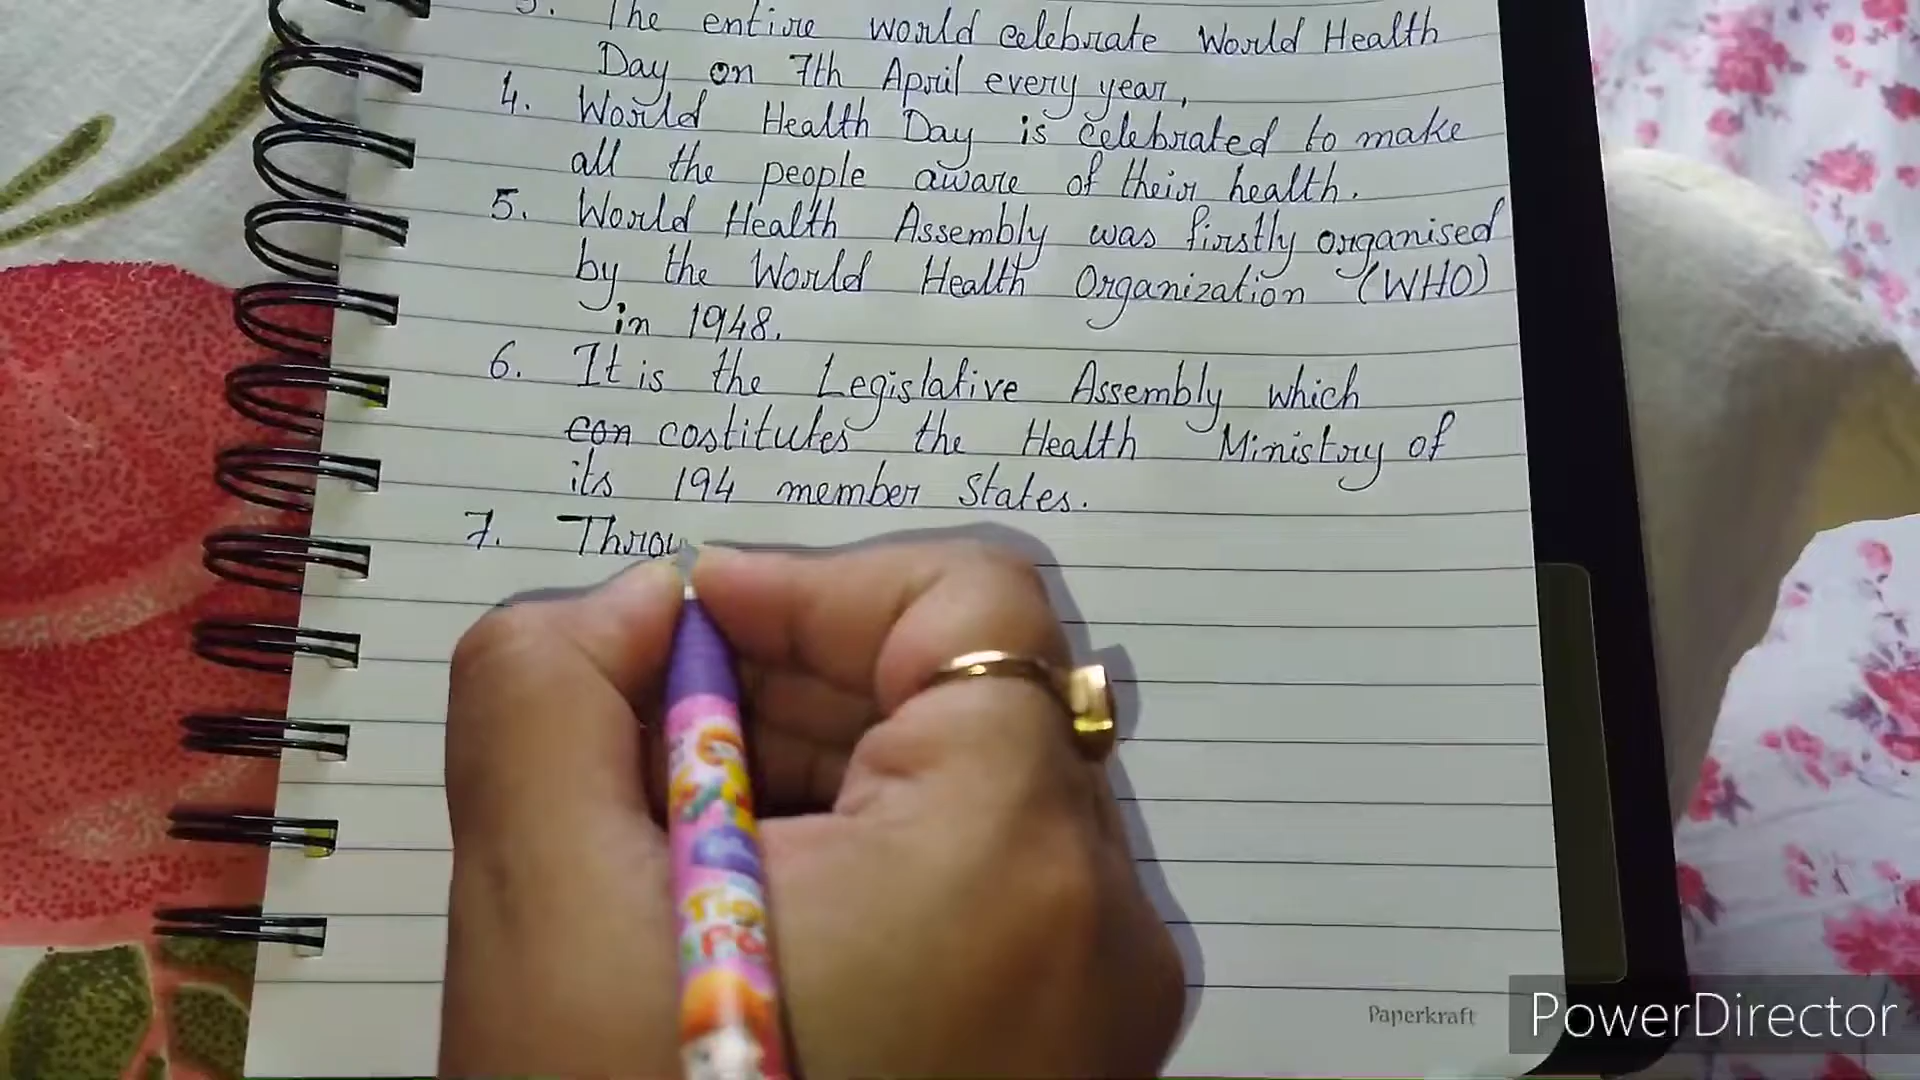 3. The entire world celebrate World Health
Day on 7th April every year,
4. World Health Day is celebrated to make
all the people aware of their health.
5. World Health Assembly was firstly organised
by the World Health Organization (WHO)
in 1948.
6. It is the Legislative Assembly which
con costitutes the Health Ministry of
its 194 member States.
7. Throu
Paperkraft
PowerDirector